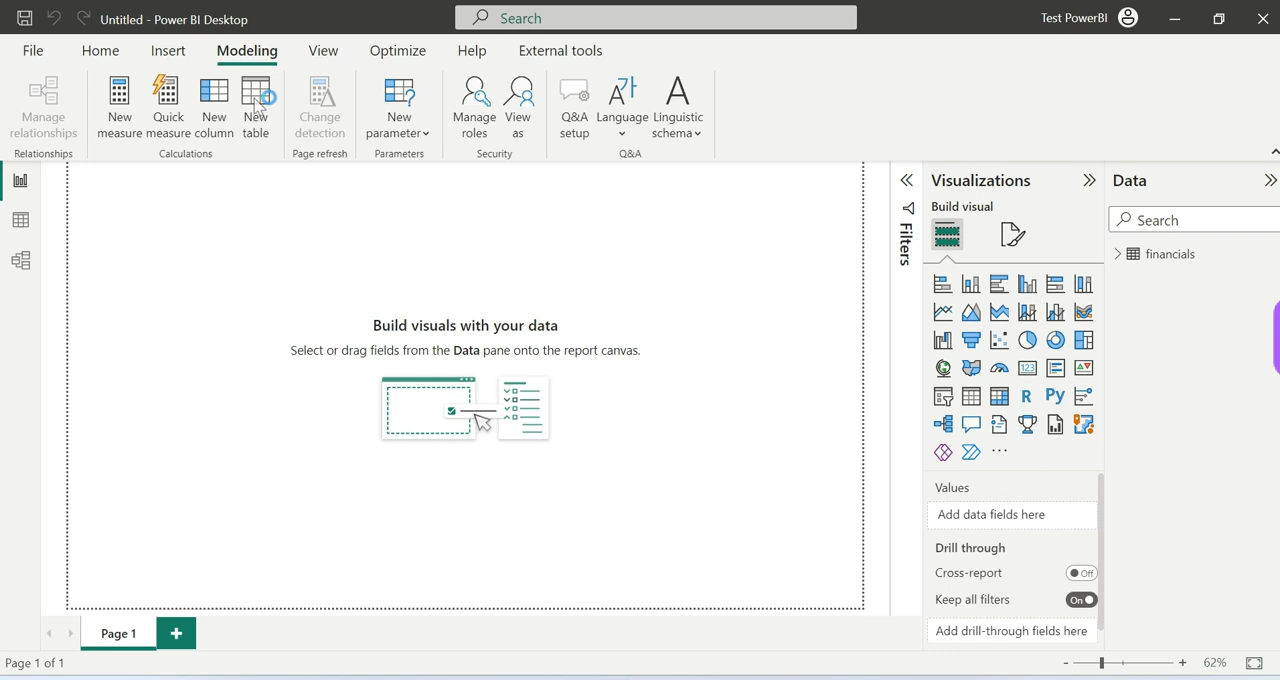 Untitled - Power BI Desktop
Search
Test PowerBI
File Home Insert Modeling View Optimize Help External tools
Manage relationships
New measure
Quick measure
New column
New table
Change detection
New parameter
Manage roles
View as
Q&A setup
Language
Linguistic schema
Relationships
Calculations
Page refresh
Parameters
Security
Q&A
Filters
Visualizations
Build visual
123
R
Py
...
Values
Add data fields here
Drill through
Cross-report
Off
Keep all filters
On
Add drill-through fields here
Data
Search
financials
Build visuals with your data
Select or drag fields from the Data pane onto the report canvas.
Page 1
+
Page 1 of 1
- + 62%